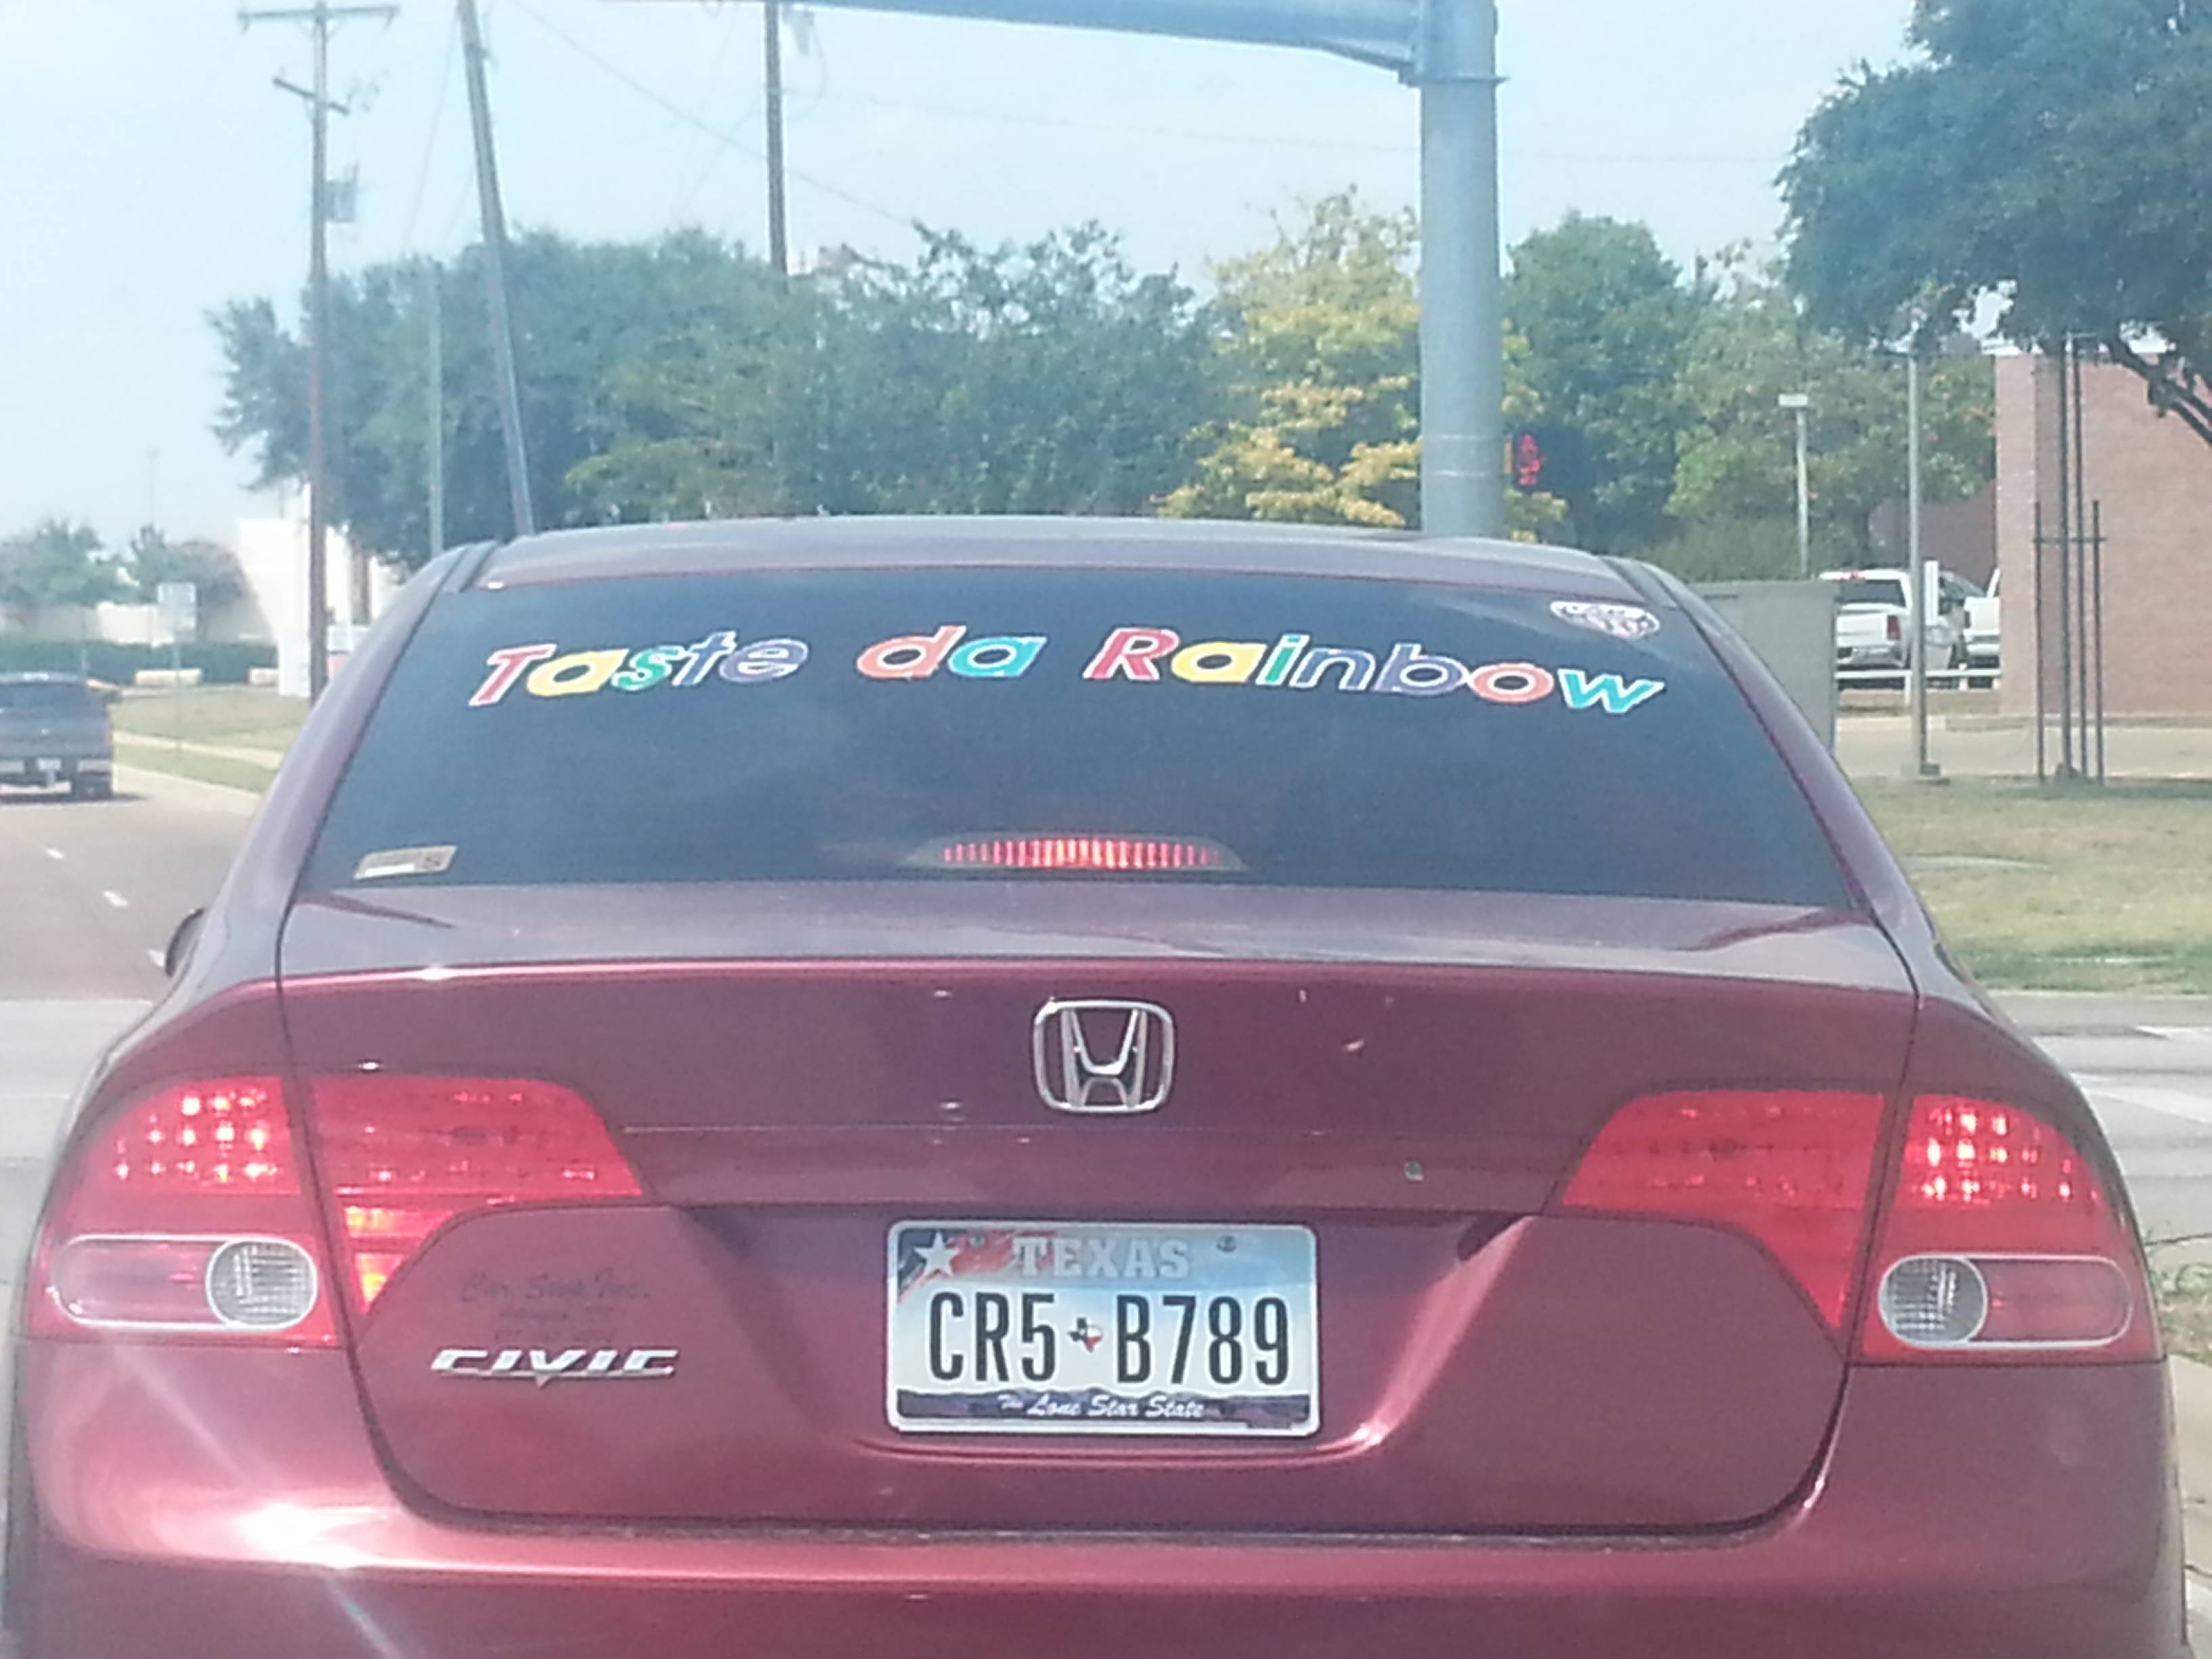 Taste da Rainbow
TEXAS
CR5 B789
The Lone Star State
CIVIC